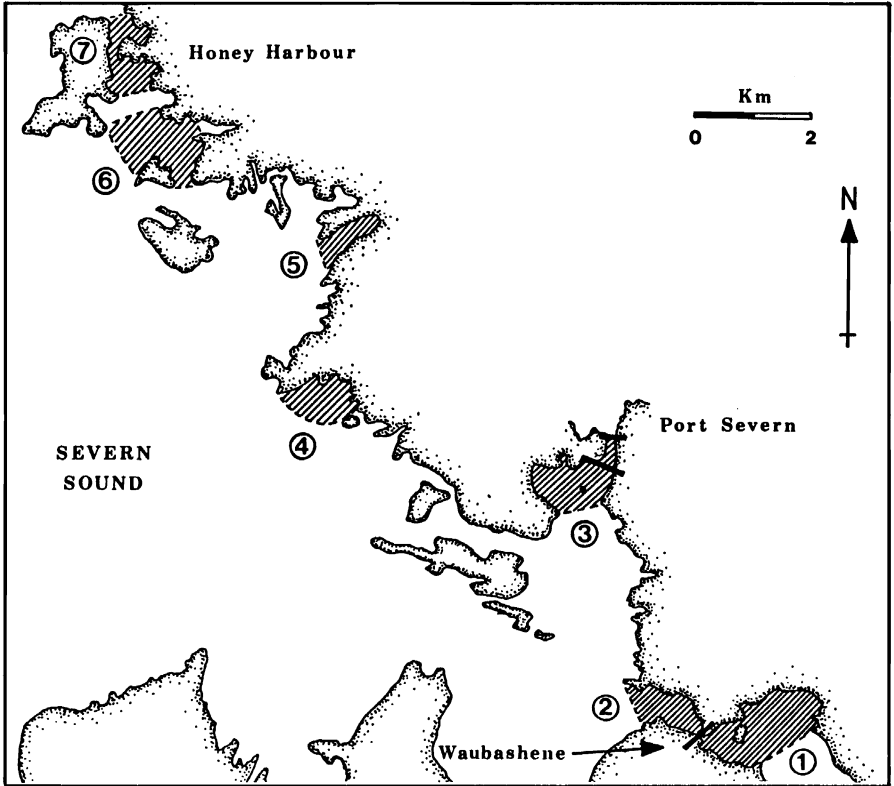 ⑦
Honey Harbour
Km
0 2
⑥
N
⑤
④
Port Severn
SEVERN
SOUND
③
②
Waubashene
①